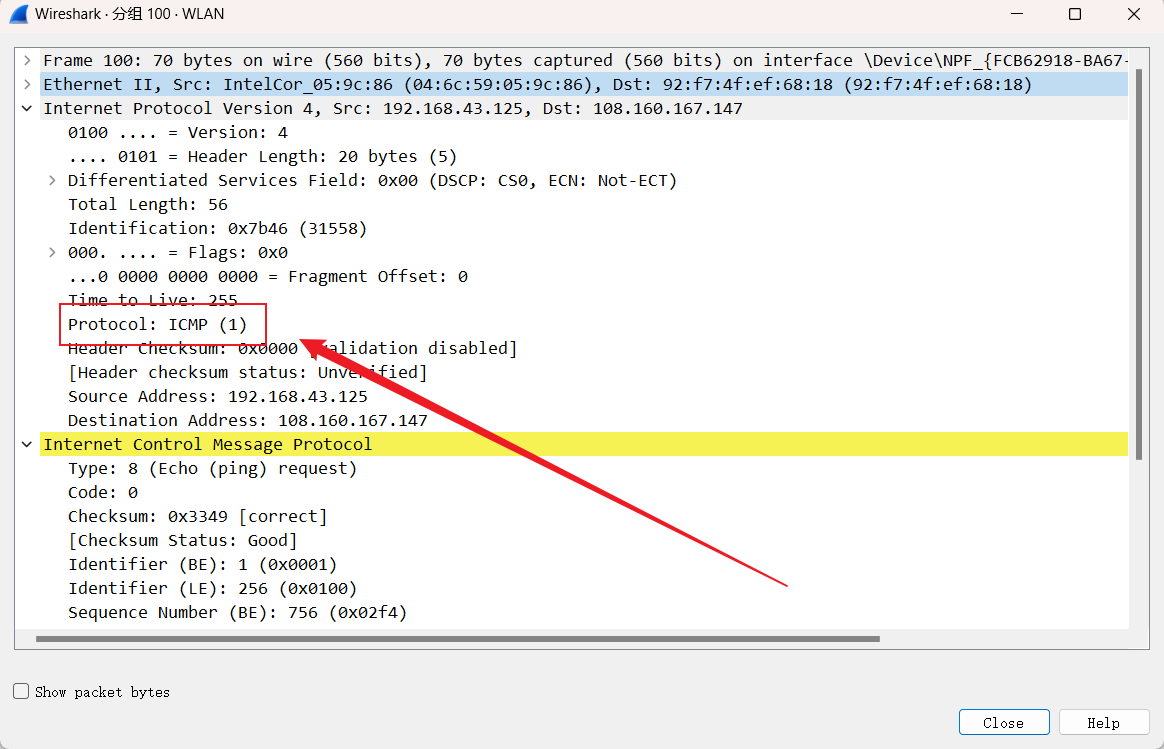 Wireshark · 分组 100 · WLAN
Frame 100: 70 bytes on wire (560 bits), 70 bytes captured (560 bits) on interface \Device\NPF_{FCB62918-BA67-
Ethernet II, Src: IntelCor_05:9c:86 (04:6c:59:05:9c:86), Dst: 92:f7:4f:ef:68:18 (92:f7:4f:ef:68:18)
Internet Protocol Version 4, Src: 192.168.43.125, Dst: 108.160.167.147
0100 .... = Version: 4
.... 0101 = Header Length: 20 bytes (5)
Differentiated Services Field: 0x00 (DSCP: CS0, ECN: Not-ECT)
Total Length: 56
Identification: 0x7b46 (31558)
000. .... = Flags: 0x0
...0 0000 0000 0000 = Fragment Offset: 0
Time to Live: 255
Protocol: ICMP (1)
Header Checksum: 0x0000 [validation disabled]
[Header checksum status: Unverified]
Source Address: 192.168.43.125
Destination Address: 108.160.167.147
Internet Control Message Protocol
Type: 8 (Echo (ping) request)
Code: 0
Checksum: 0x3349 [correct]
[Checksum Status: Good]
Identifier (BE): 1 (0x0001)
Identifier (LE): 256 (0x0100)
Sequence Number (BE): 756 (0x02f4)
Show packet bytes
Close
Help